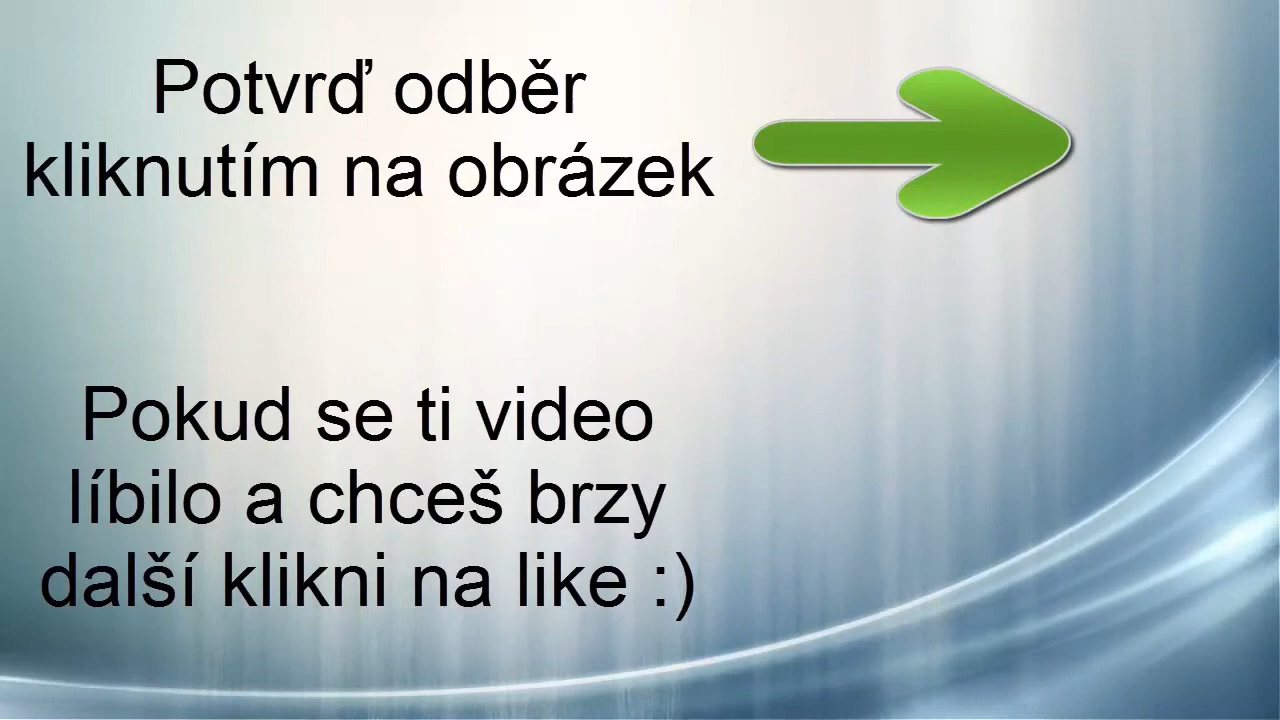 Potvrď odběr
kliknutím na obrázek
Pokud se ti video
líbilo a chceš brzy
další klikni na like :)